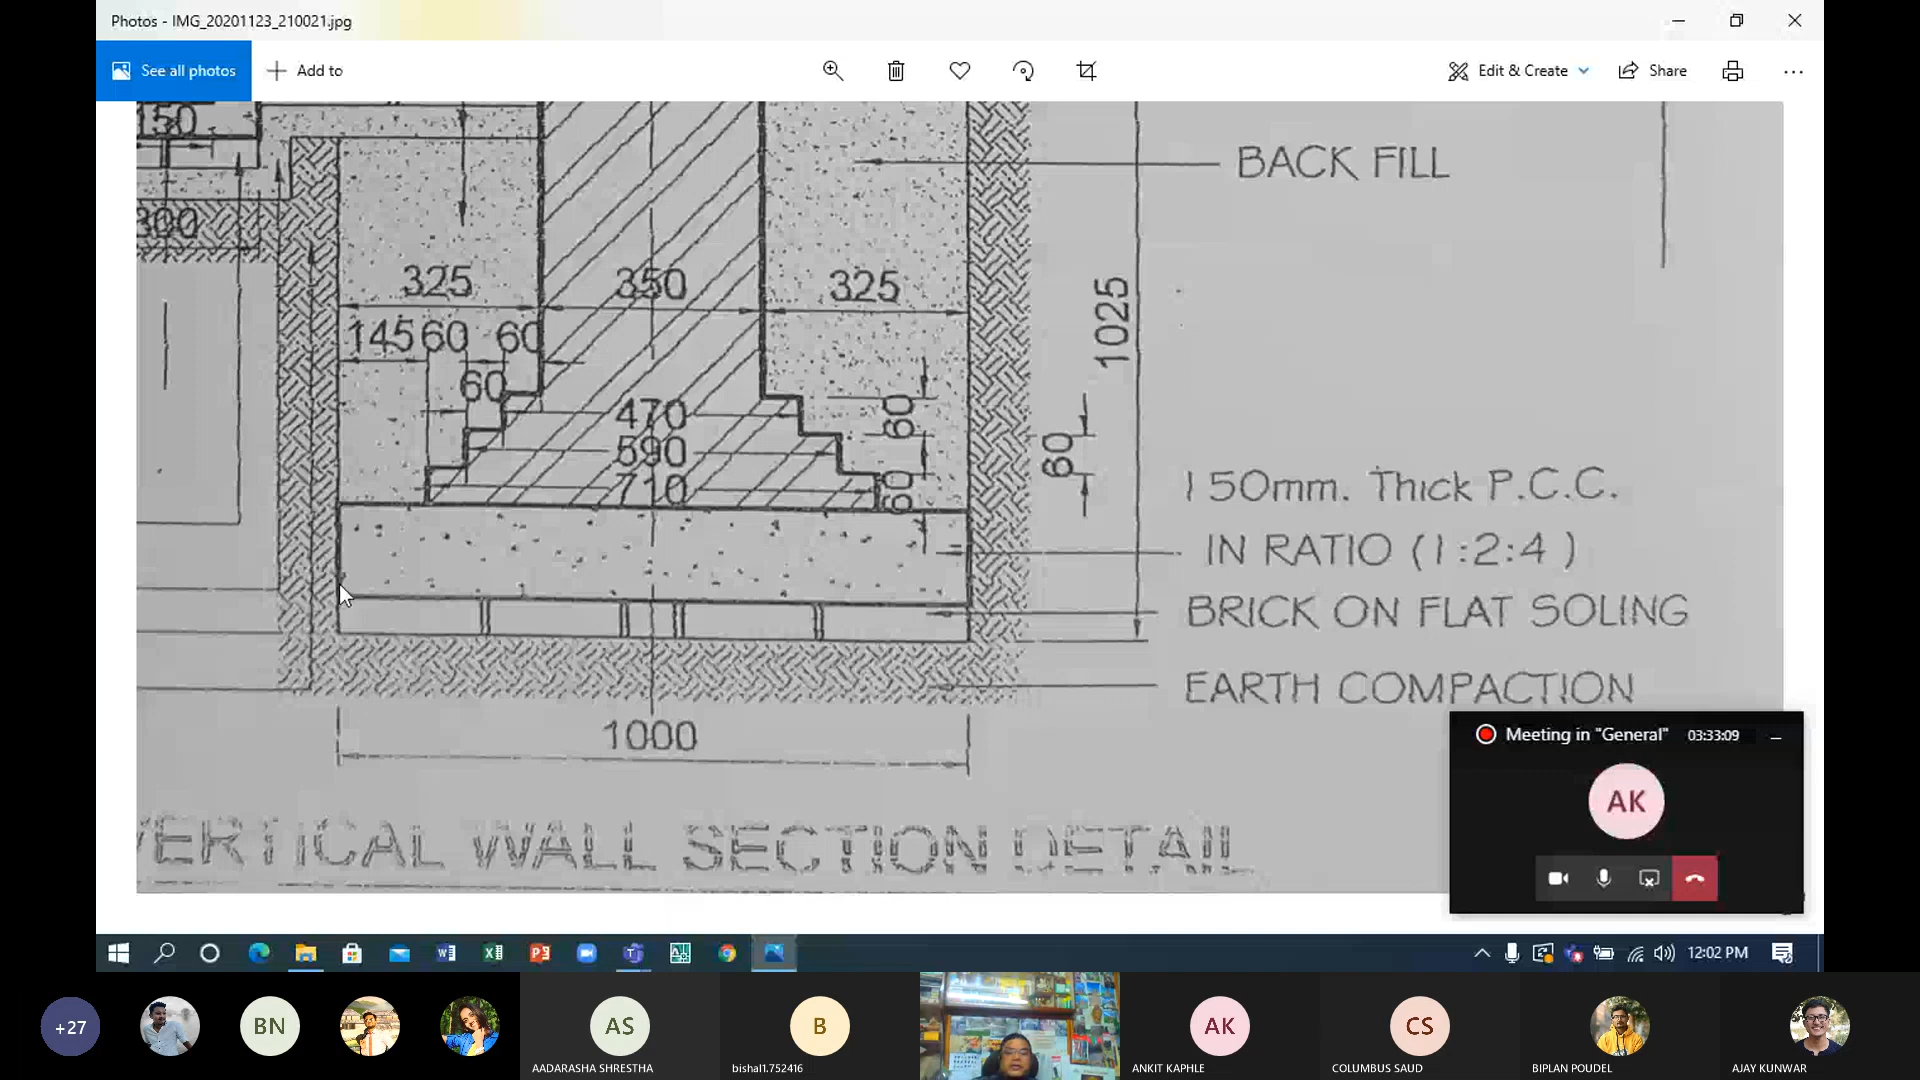 Photos - IMG_20201123_210021.jpg
See all photos
Add to
Edit & Create
Share
150
BACK FILL
300
325
350
325
145
60
60
60
470
590
710
60
60
60
1025
150mm. Thick P.C.C.
IN RATIO (1:2:4)
BRICK ON FLAT SOLING
EARTH COMPACTION
1000
VERTICAL WALL SECTION DETAIL
Meeting in "General"
03:33:09
AK
12:02 PM
+27
BN
AS
AADARASHA SHRESTHA
B
bishal1.752416
AK
ANKIT KAPHLE
CS
COLUMBUS SAUD
BIPLAN POUDEL
AJAY KUNWAR